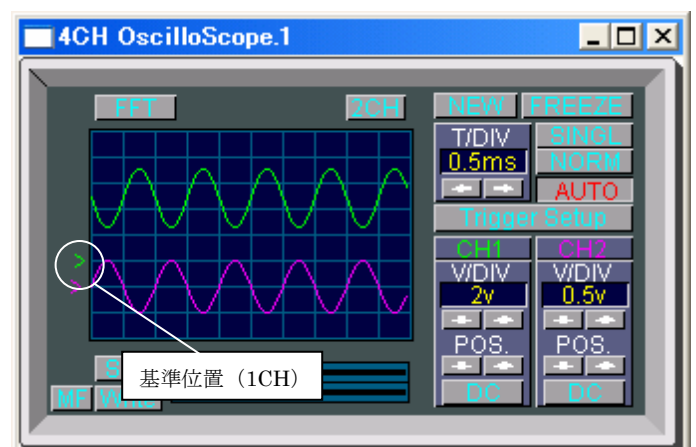 4CH OscilloScope.1
FFT
2CH
NEW
FREEZE
T/DIV
0.5ms
SINGL
NORM
AUTO
Trigger Setup
CH1
V/DIV
2v
POS.
DC
CH2
V/DIV
0.5v
POS.
DC
基準位置（1CH）
MF